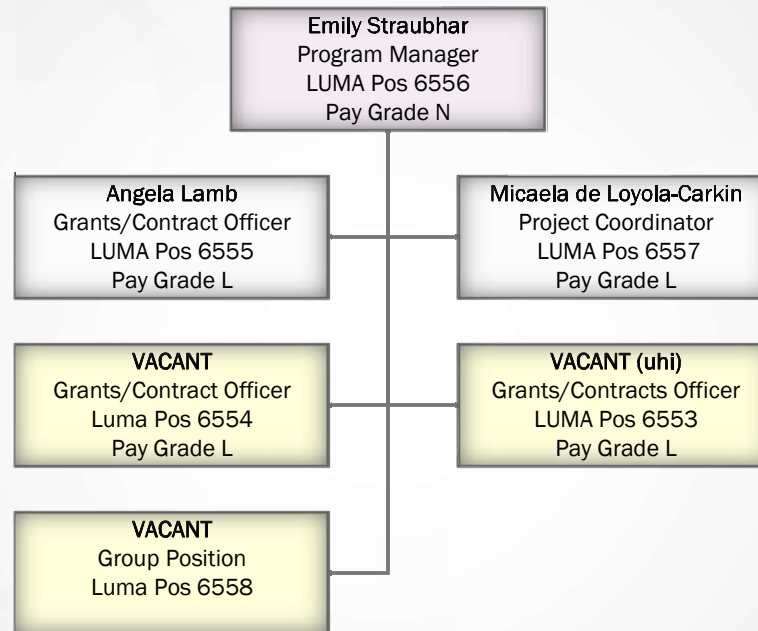 Emily Straubhar
Program Manager
LUMA Pos 6556
Pay Grade N
Angela Lamb
Grants/Contract Officer
LUMA Pos 6555
Pay Grade L
Micaela de Loyola-Carkin
Project Coordinator
LUMA Pos 6557
Pay Grade L
VACANT
Grants/Contract Officer
Luma Pos 6554
Pay Grade L
VACANT (uhi)
Grants/Contracts Officer
LUMA Pos 6553
Pay Grade L
VACANT
Group Position
Luma Pos 6558